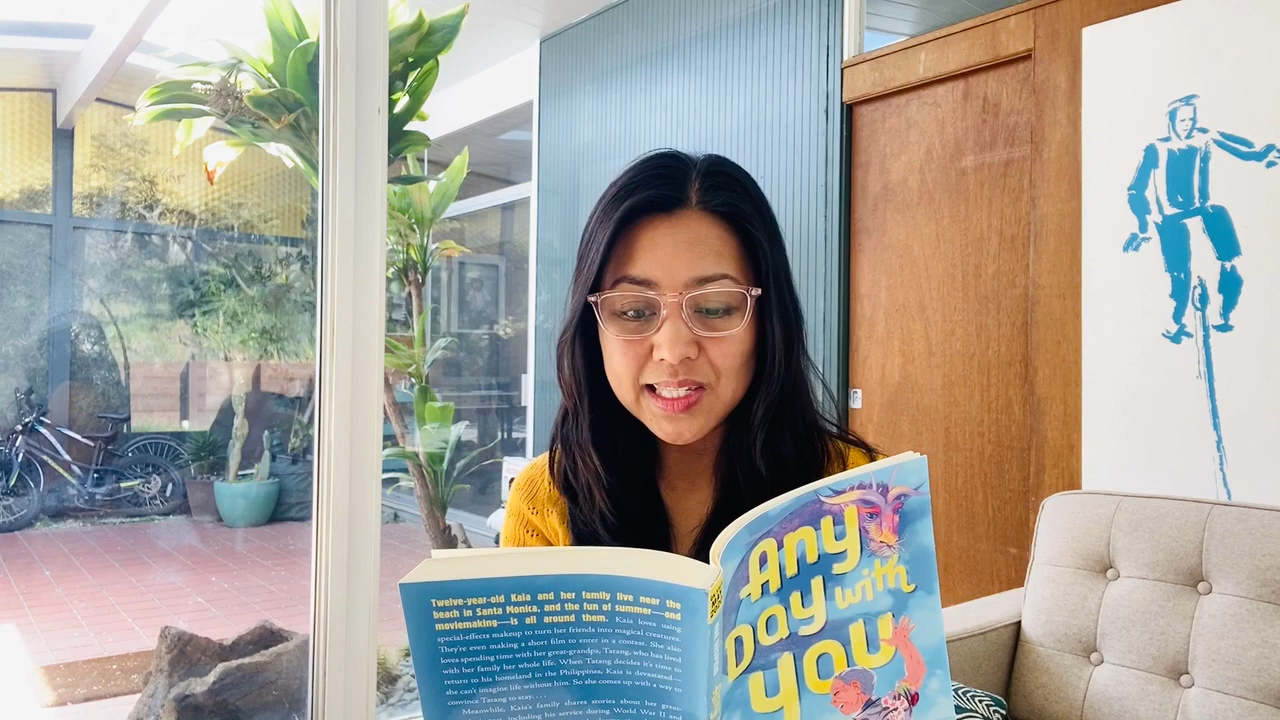 Twelve-year-old Kaia and her family live near the
beach in Santa Monica, and the fun of summer—and
moviemaking—is all around them. Kaia loves using
special-effects makeup to turn her friends into magical creatures.
They're even making a short film to enter in a contest. She also
loves spending time with her great-grandpa, Tatang, who has lived
with her family her whole life. When Tatang decides it's time to
return to his homeland in the Philippines, Kaia is devastated—
she can't imagine life without him. So she comes up with a way to
convince Tatang to stay. . . .
Meanwhile, Kaia's family shares stories about her great-
including his service during World War II and
Any
Day with
You